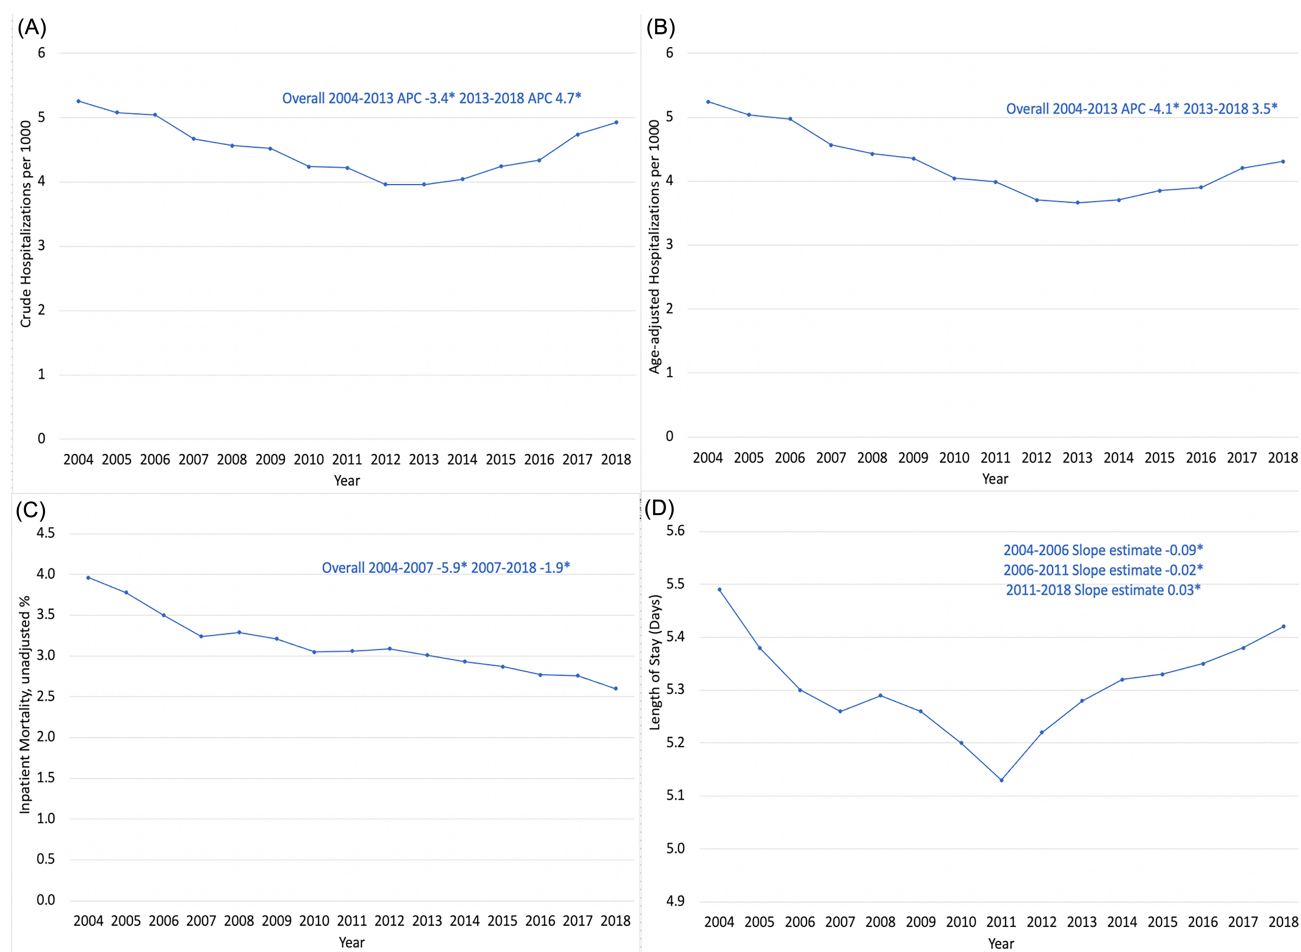 (A)
6
5
4
3
2
1
0
Crude Hospitalizations per 1000
Overall 2004-2013 APC -3.4* 2013-2018 APC 4.7*
2004 2005 2006 2007 2008 2009 2010 2011 2012 2013 2014 2015 2016 2017 2018
Year
(B)
6
5
4
3
2
1
0
Age-adjusted Hospitalizations per 1000
Overall 2004-2013 APC -4.1* 2013-2018 3.5*
2004 2005 2006 2007 2008 2009 2010 2011 2012 2013 2014 2015 2016 2017 2018
Year
(C)
4.5
4.0
3.5
3.0
2.5
2.0
1.5
1.0
0.5
0.0
Inpatient Mortality, unadjusted %
Overall 2004-2007 -5.9* 2007-2018 -1.9*
2004 2005 2006 2007 2008 2009 2010 2011 2012 2013 2014 2015 2016 2017 2018
Year
(D)
5.6
5.5
5.4
5.3
5.2
5.1
5.0
4.9
Length of Stay (Days)
2004-2006 Slope estimate -0.09*
2006-2011 Slope estimate -0.02*
2011-2018 Slope estimate 0.03*
2004 2005 2006 2007 2008 2009 2010 2011 2012 2013 2014 2015 2016 2017 2018
Year